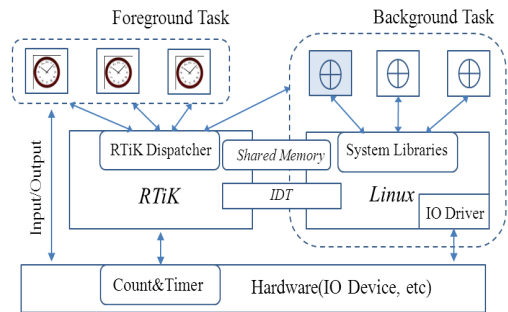 Foreground Task
Background Task
RTiK Dispatcher
Shared Memory
System Libraries
RTiK
IDT
Linux
IO Driver
Input/Output
Count&Timer
Hardware(IO Device, etc)